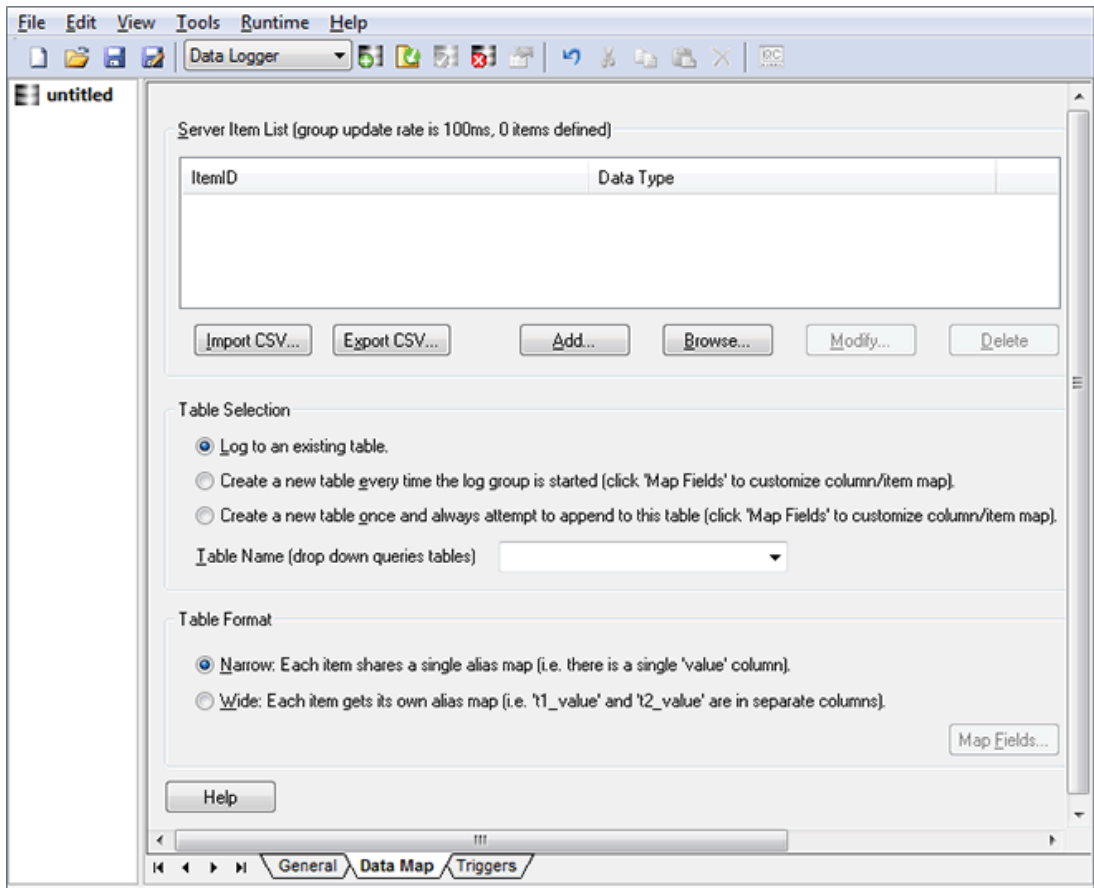 File Edit View Tools Runtime Help
Data Logger
untitled
Server Item List (group update rate is 100ms, 0 items defined)
ItemID Data Type
Import CSV... Export CSV... Add... Browse... Modify... Delete
Table Selection
Log to an existing table.
Create a new table every time the log group is started (click 'Map Fields' to customize column/item map).
Create a new table once and always attempt to append to this table (click 'Map Fields' to customize column/item map).
Table Name (drop down queries tables)
Table Format
Narrow: Each item shares a single alias map (i.e. there is a single 'value' column).
Wide: Each item gets its own alias map (i.e. 't1_value' and 't2_value' are in separate columns).
Map Fields...
Help
General Data Map Triggers